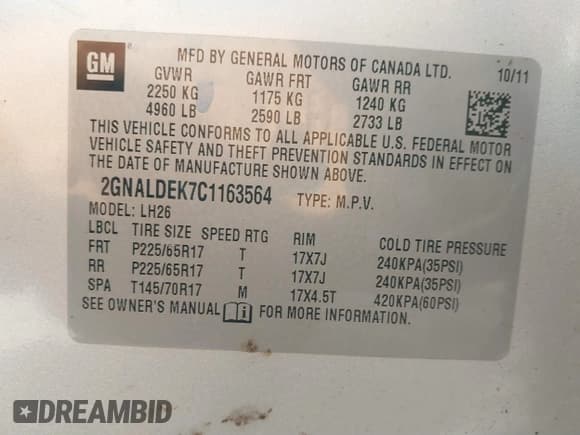 GM
MFD BY GENERAL MOTORS OF CANADA LTD. 10/11
GVWR GAWR FRT GAWR RR
2250 KG 1175 KG 1240 KG
4960 LB 2590 LB 2733 LB
THIS VEHICLE CONFORMS TO ALL APPLICABLE U.S. FEDERAL MOTOR
VEHICLE SAFETY AND THEFT PREVENTION STANDARDS IN EFFECT ON
THE DATE OF MANUFACTURE SHOWN ABOVE.
2GNALDEK7C1163564 TYPE: M.P.V.
MODEL: LH26
LBCL TIRE SIZE SPEED RTG RIM COLD TIRE PRESSURE
FRT P225/65R17 T 17X7J 240KPA(35PSI)
RR P225/65R17 T 17X7J 240KPA(35PSI)
SPA T145/70R17 M 17X4.5T 420KPA(60PSI)
SEE OWNER'S MANUAL i FOR MORE INFORMATION.
DREAMBID